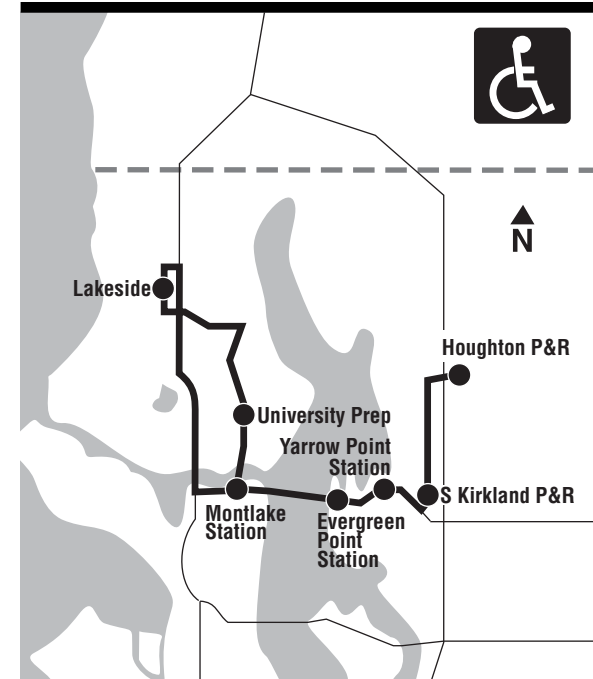 N
Lakeside
Houghton P&R
University Prep
Yarrow Point
Station
S Kirkland P&R
Montlake
Station
Evergreen
Point
Station